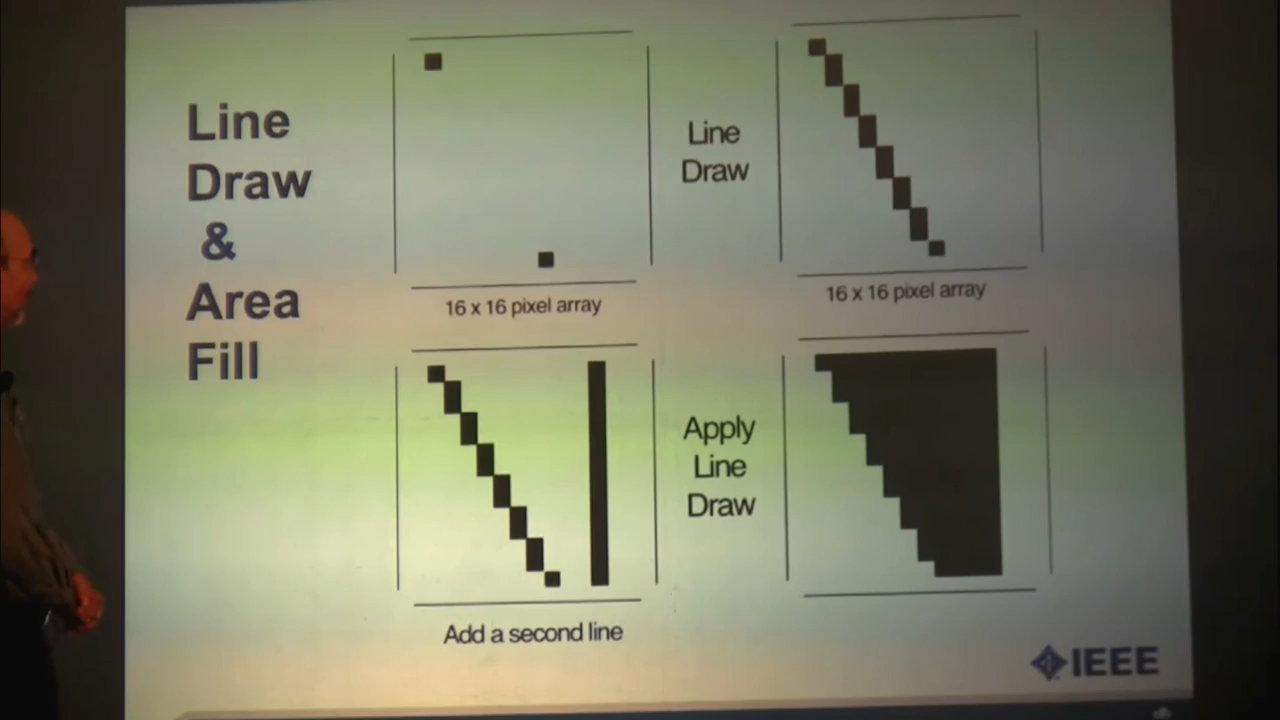 Line
Draw
&
Area
Fill
Line
Draw
16 x 16 pixel array
16 x 16 pixel array
Apply
Line
Draw
Add a second line
IEEE